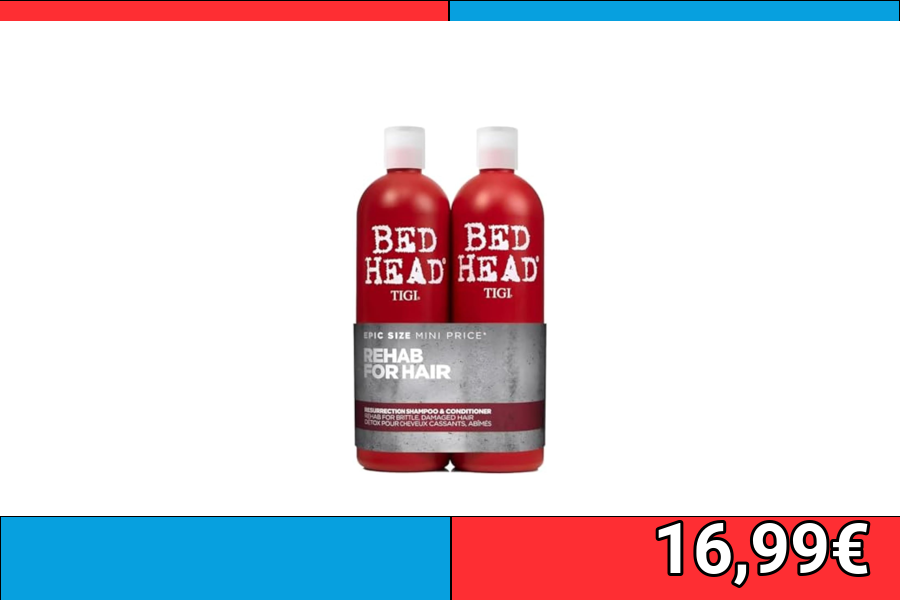 BED
HEAD
TIGI
BED
HEAD
TIGI
EPIC SIZE MINI PRICE*
REHAB
FOR HAIR
RESURRECTION SHAMPOO & CONDITIONER
REHAB FOR BRITTLE, DAMAGED HAIR
DÉTOX POUR CHEVEUX CASSANTS, ABÎMÉS
16,99€